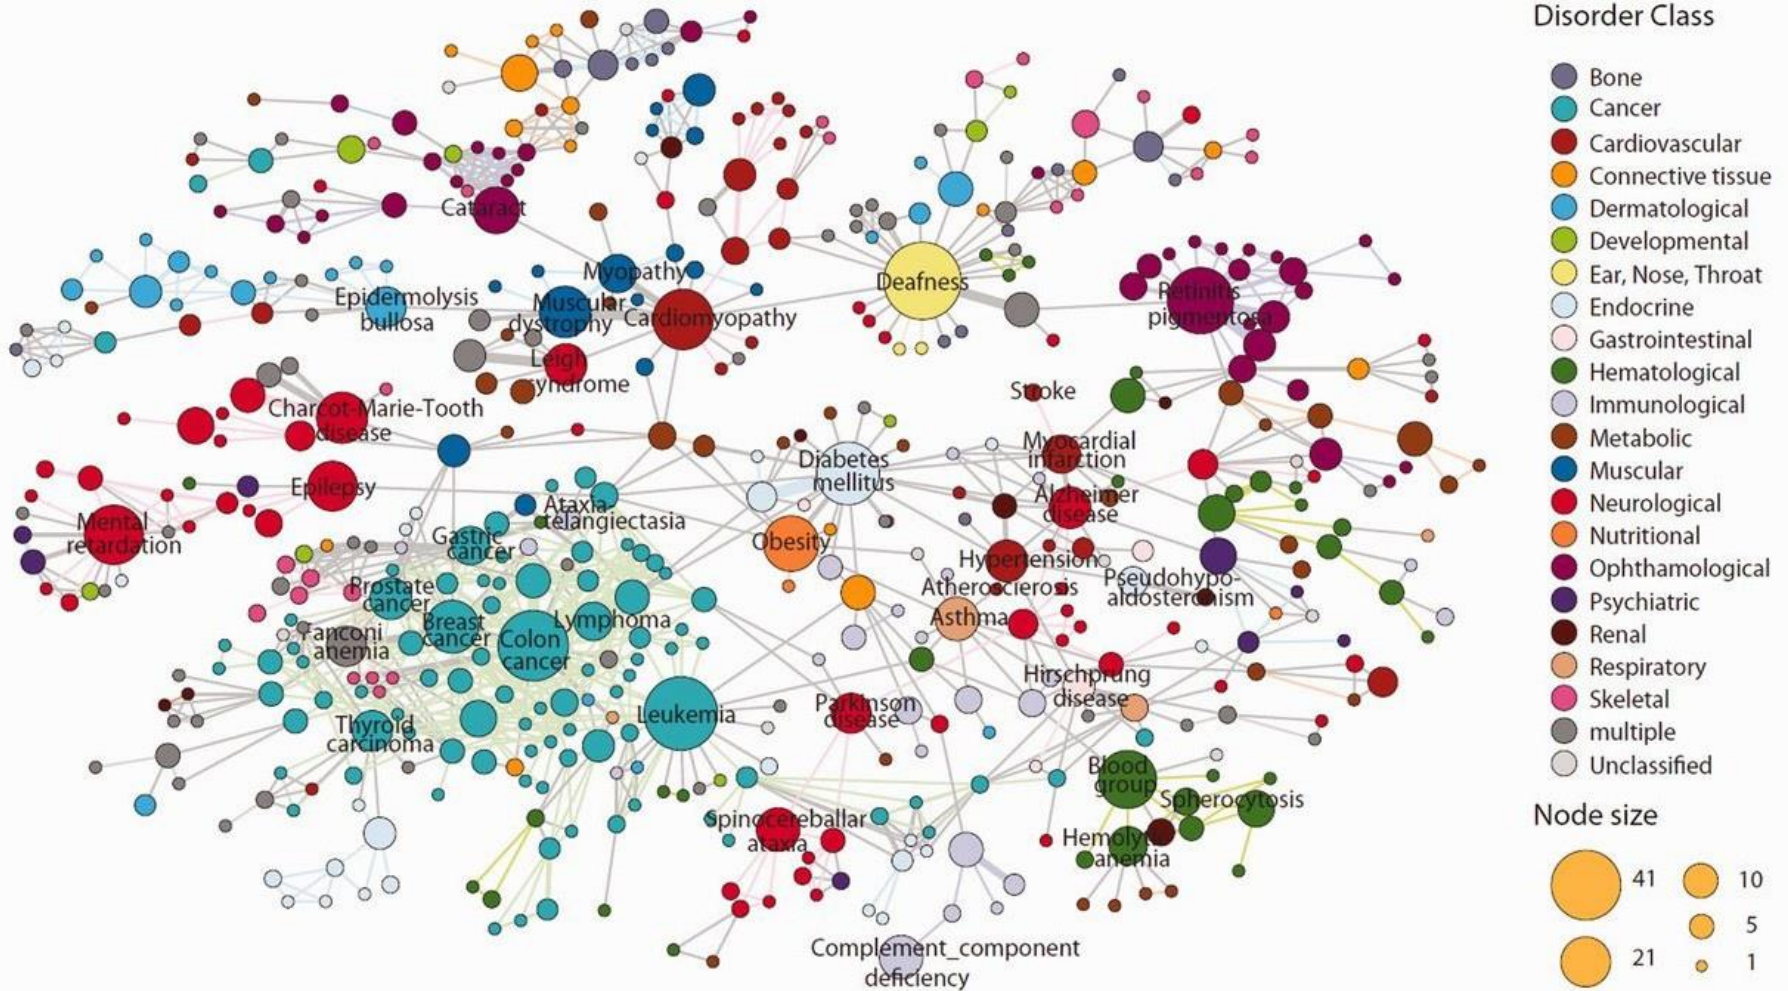 Cataract
Myopathy
Epidermolysis
bullosa
Muscular
dystrophy
Cardiomyopathy
Leigh
syndrome
Deafness
Retinitis
pigmentosa
Charcot-Marie-Tooth
disease
Stroke
Epilepsy
Mental
retardation
Ataxia-
telangiectasia
Gastric
cancer
Diabetes
mellitus
Myocardial
infarction
Alzheimer
disease
Obesity
Hypertension
Atheroscierosis
Pseudohypo-
aldosteronism
Asthma
Prostate
cancer
Breast
cancer
Lymphoma
Colon
cancer
Fanconi
anemia
Hirschprung
disease
Parkinson
disease
Leukemia
Thyroid
carcinoma
Blood
group
Spherocytosis
Spinocereballar
ataxia
Hemolytic
anemia
Complement_component
deficiency
Disorder Class
Bone
Cancer
Cardiovascular
Connective tissue
Dermatological
Developmental
Ear, Nose, Throat
Endocrine
Gastrointestinal
Hematological
Immunological
Metabolic
Muscular
Neurological
Nutritional
Ophthamological
Psychiatric
Renal
Respiratory
Skeletal
multiple
Unclassified
Node size
41 10
5
21 1